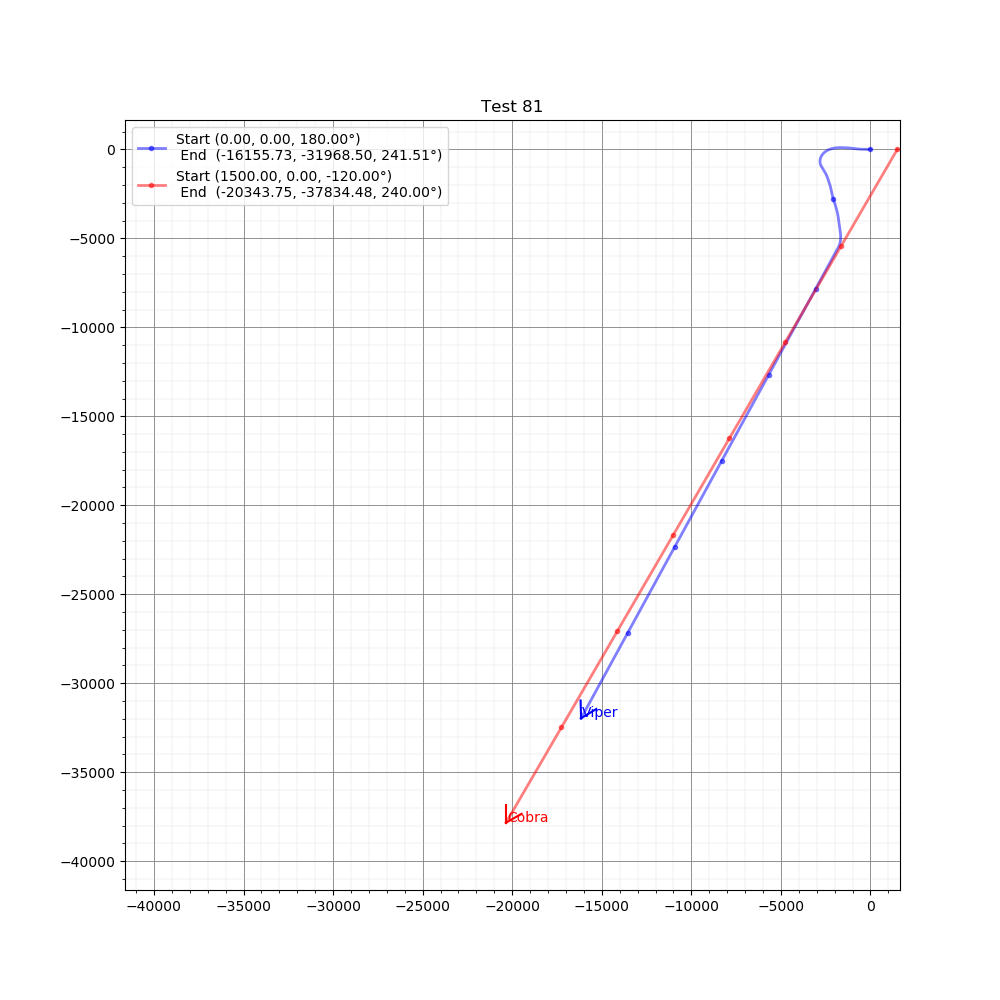 Test 81
Start (0.00, 0.00, 180.00°)
End (-16155.73, -31968.50, 241.51°)
Start (1500.00, 0.00, -120.00°)
End (-20343.75, -37834.48, 240.00°)
0
−5000
−10000
−15000
−20000
−25000
−30000
−35000
−40000
Viper
Cobra
−40000 −35000 −30000 −25000 −20000 −15000 −10000 −5000 0